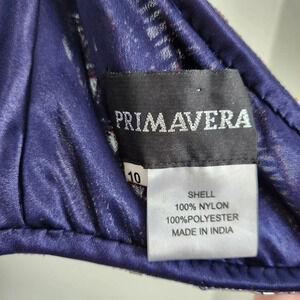 PRIMAVERA
10
SHELL
100% NYLON
100%POLYESTER
MADE IN INDIA